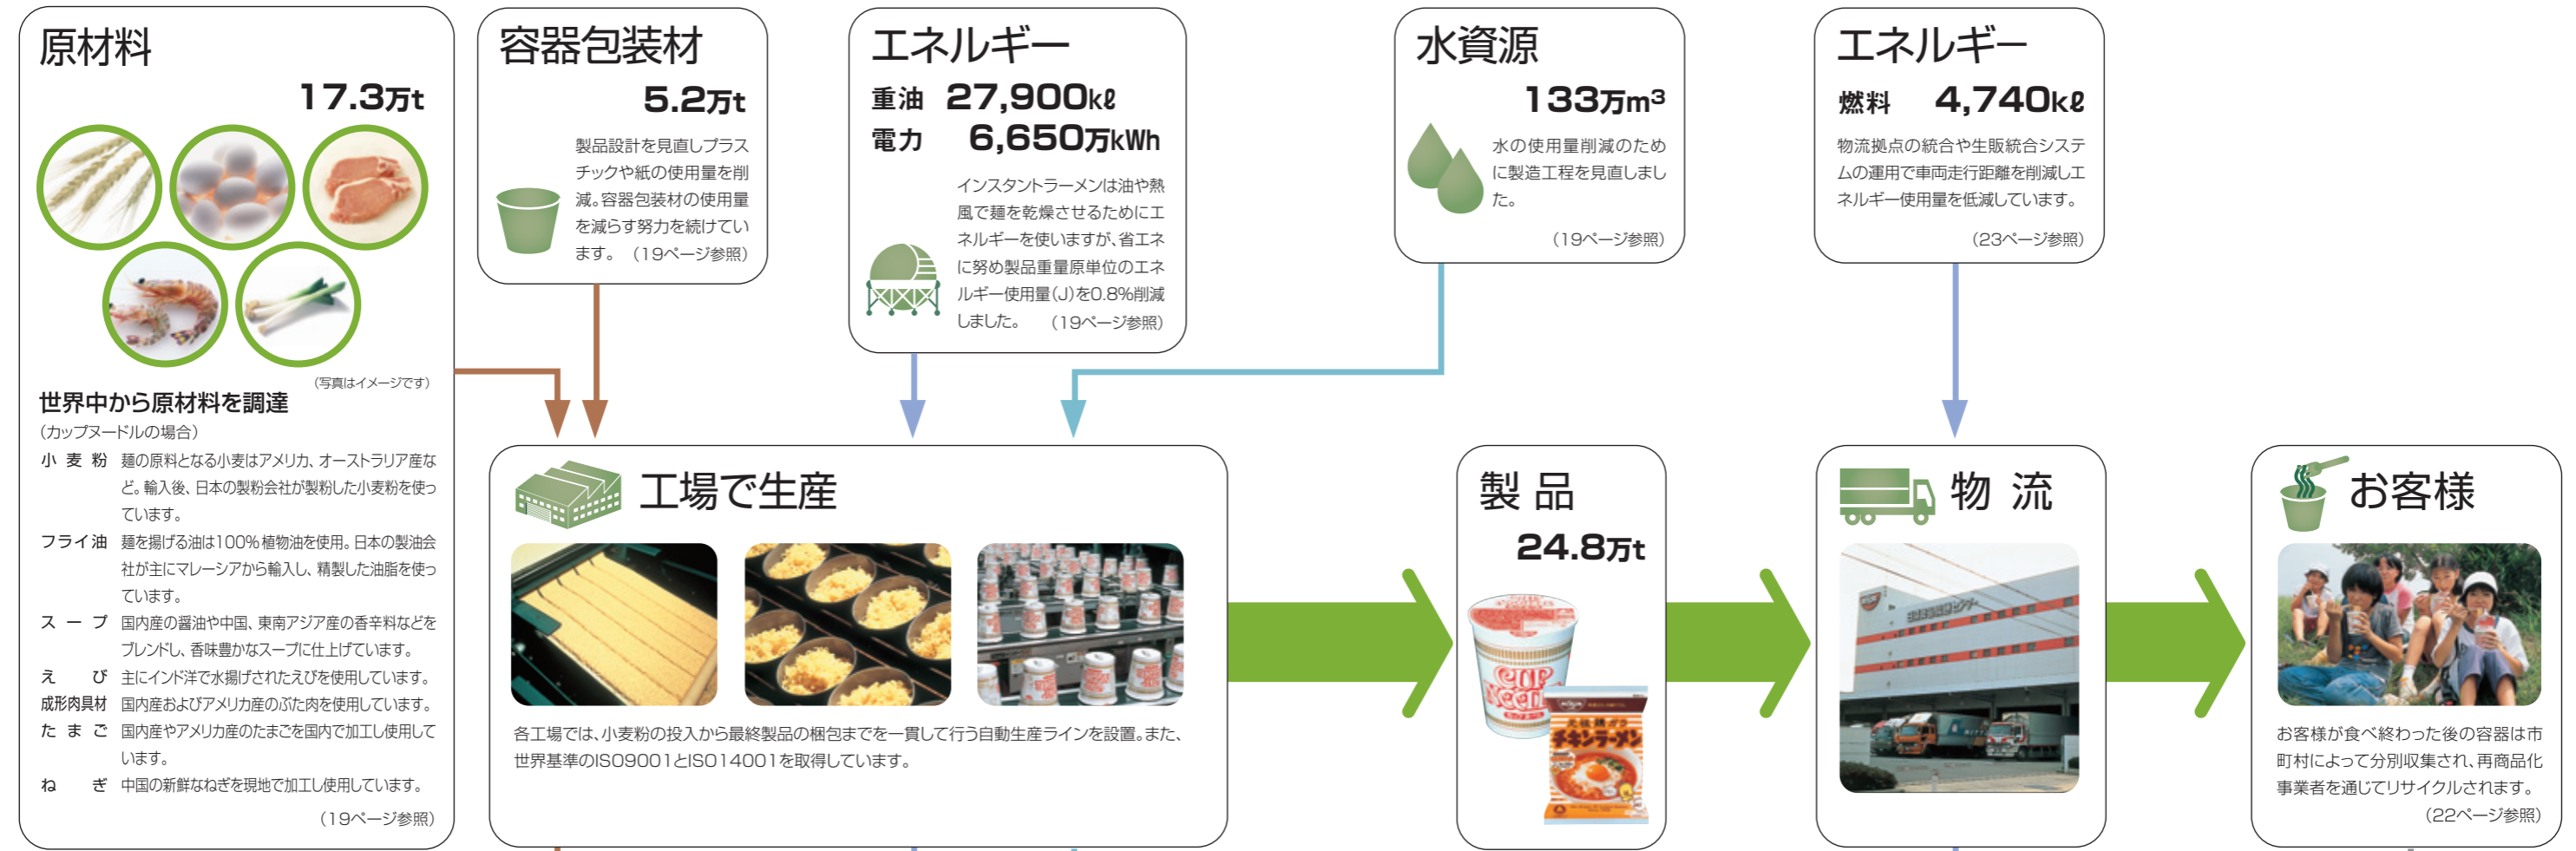 原材料
17.3万t
(写真はイメージです)
世界中から原材料を調達
(カップヌードルの場合)
小麦粉 麺の原料となる小麦はアメリカ、オーストラリア産な
ど。輸入後、日本の製粉会社が製粉した小麦粉を使っ
ています。
フライ油 麺を揚げる油は100%植物油を使用。日本の製油会
社が主にマレーシアから輸入し、精製した油脂を使っ
ています。
スープ 国内産の醤油や中国、東南アジア産の香辛料などを
ブレンドし、香味豊かなスープに仕上げています。
えび 主にインド洋で水揚げされたえびを使用しています。
成形肉具材 国内産およびアメリカ産のぶた肉を使用しています。
たまご 国内産やアメリカ産のたまごを国内で加工し使用して
います。
ねぎ 中国の新鮮なねぎを現地で加工し使用しています。
(19ページ参照)
容器包装材
5.2万t
製品設計を見直しプラス
チックや紙の使用量を削
減。容器包装材の使用量
を減らす努力を続けてい
ます。 (19ページ参照)
エネルギー
重油 27,900kℓ
電力 6,650万kWh
インスタントラーメンは油や熱
風で麺を乾燥させるためにエ
ネルギーを使いますが、省エネ
に努め製品重量原単位のエネ
ルギー使用量(J)を0.8%削減
しました。 (19ページ参照)
水資源
133万m³
水の使用量削減のため
に製造工程を見直しまし
た。
(19ページ参照)
エネルギー
燃料 4,740kℓ
物流拠点の統合や生販統合システ
ムの運用で車両走行距離を削減しエ
ネルギー使用量を低減しています。
(23ページ参照)
工場で生産
各工場では、小麦粉の投入から最終製品の梱包までを一貫して行う自動生産ラインを設置。また、
世界基準のISO9001とISO14001を取得しています。
製品
24.8万t
CUP
NOODLE
チキンラーメン
物流
お客様
お客様が食べ終わった後の容器は市
町村によって分別収集され、再商品化
事業者を通じてリサイクルされます。
(22ページ参照)